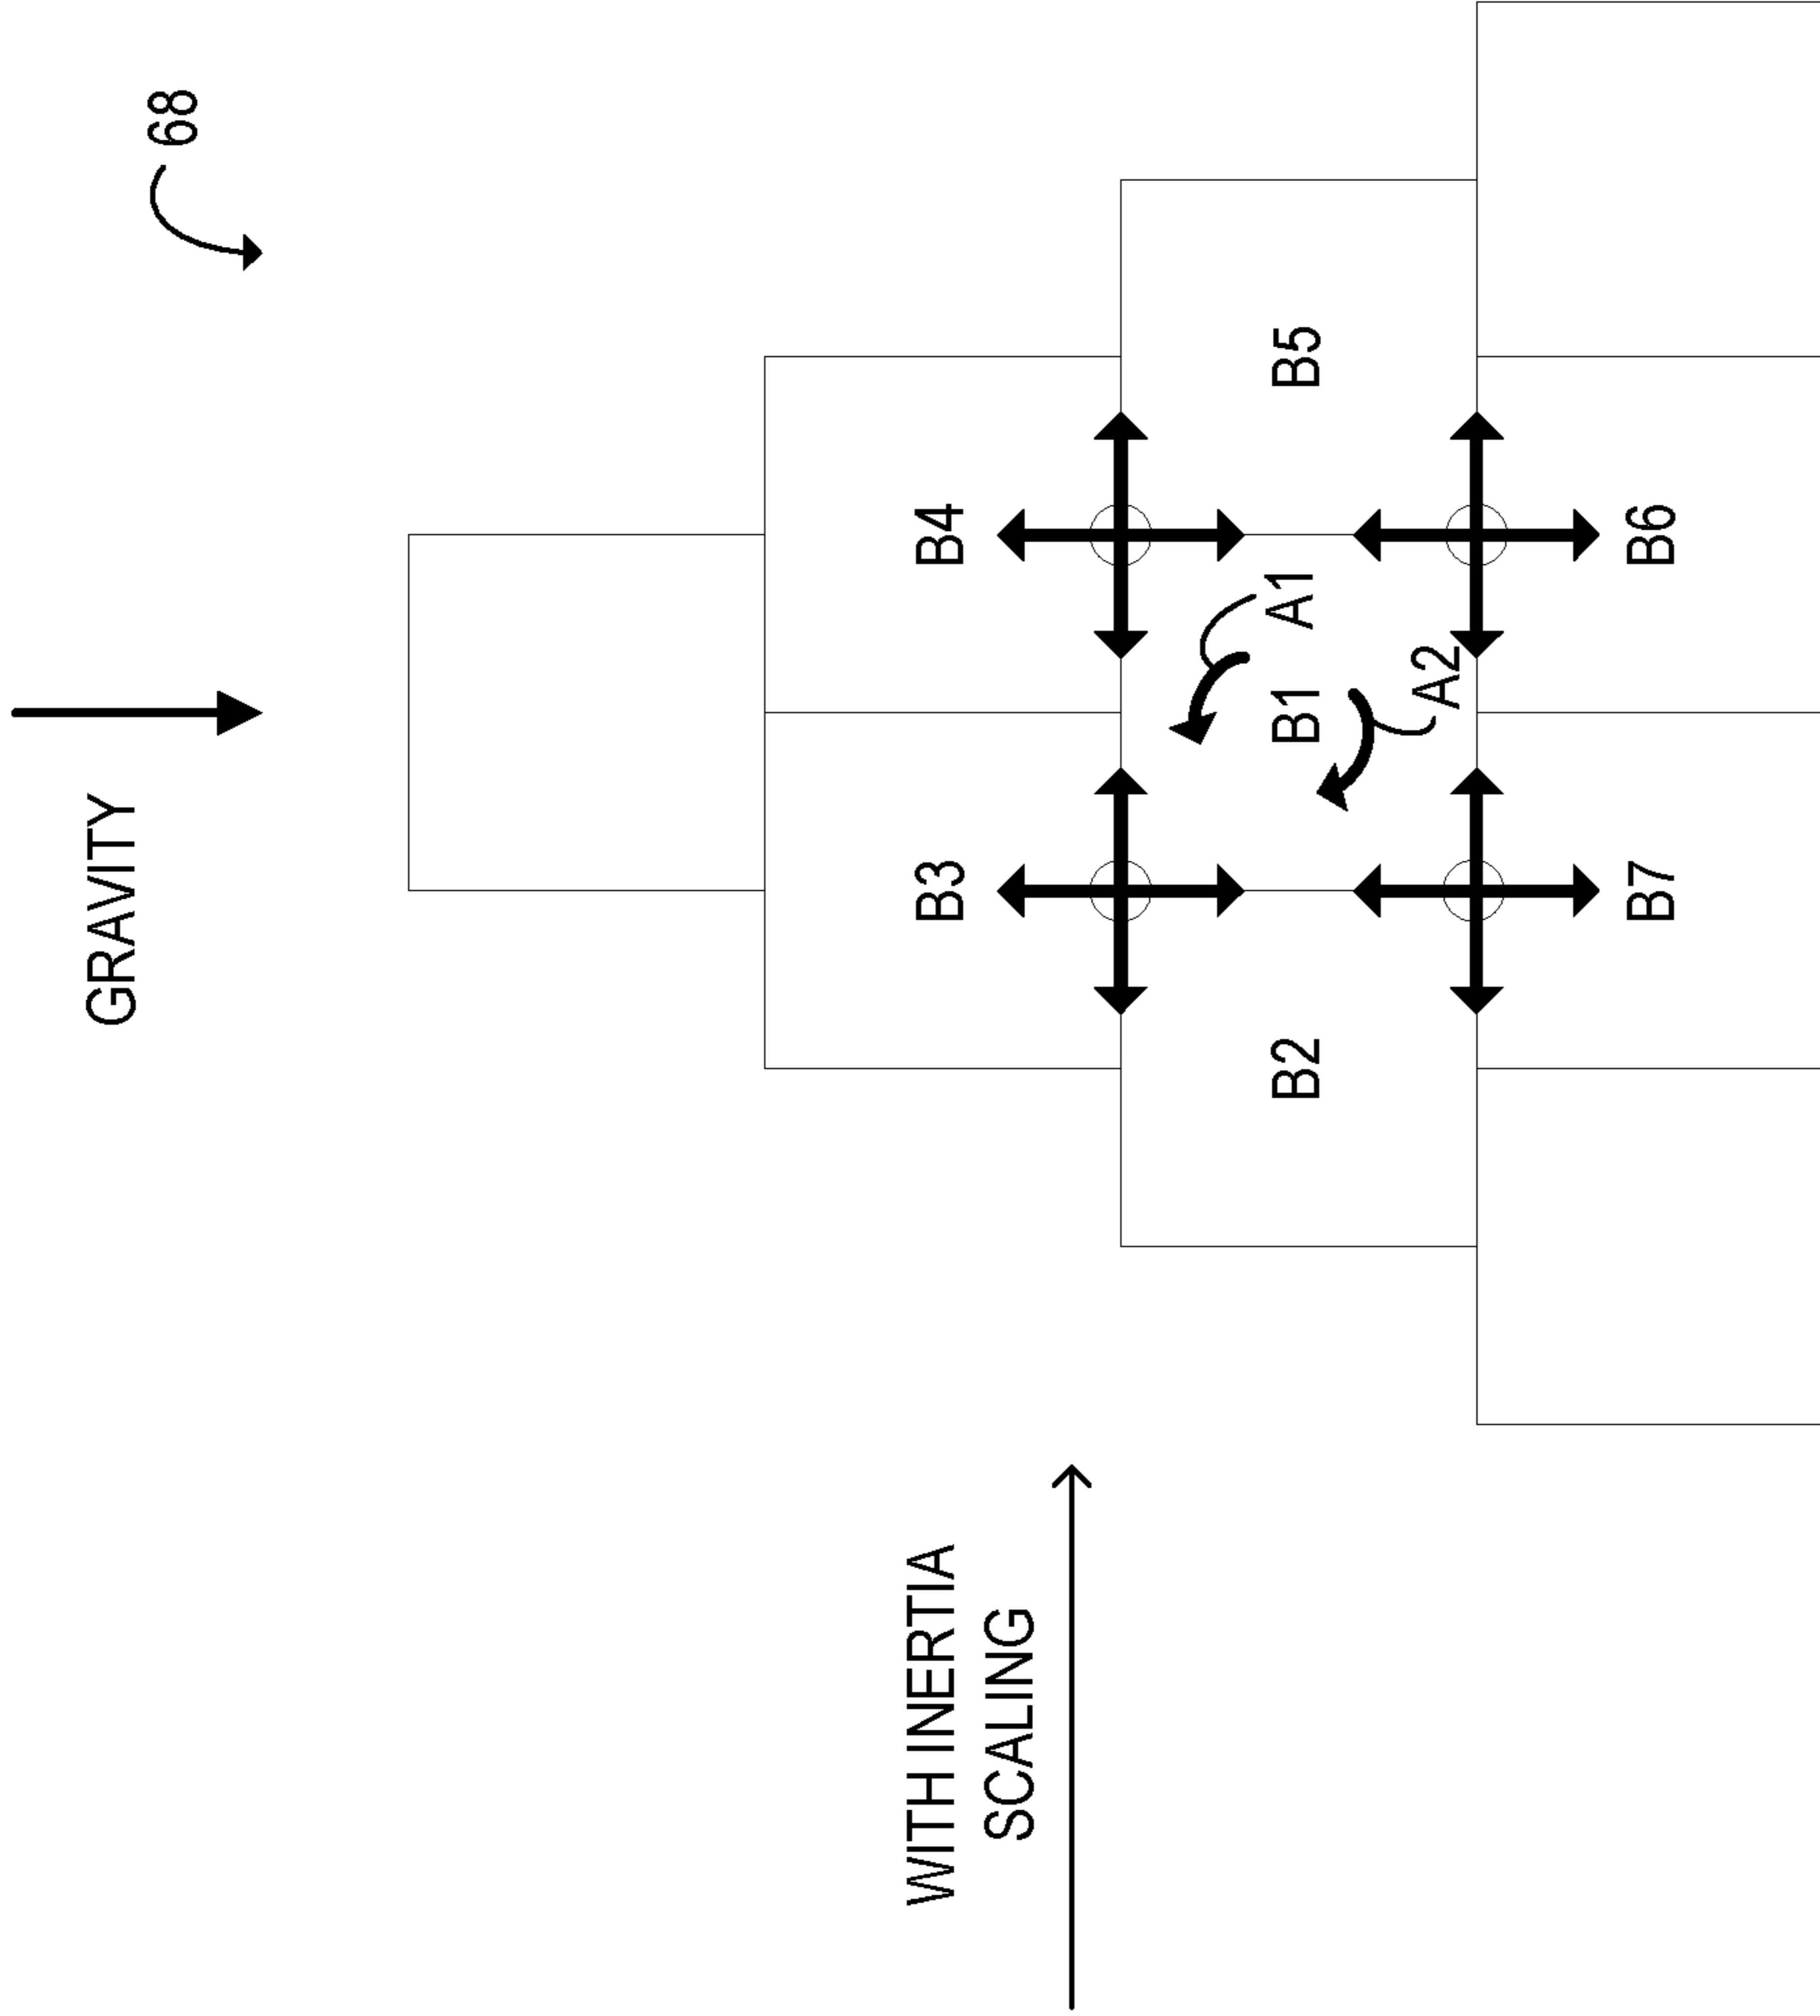 WITH INERTIA
SCALING
GRAVITY
68
B3
B4
B2
B1
A1
A2
B5
B7
B6